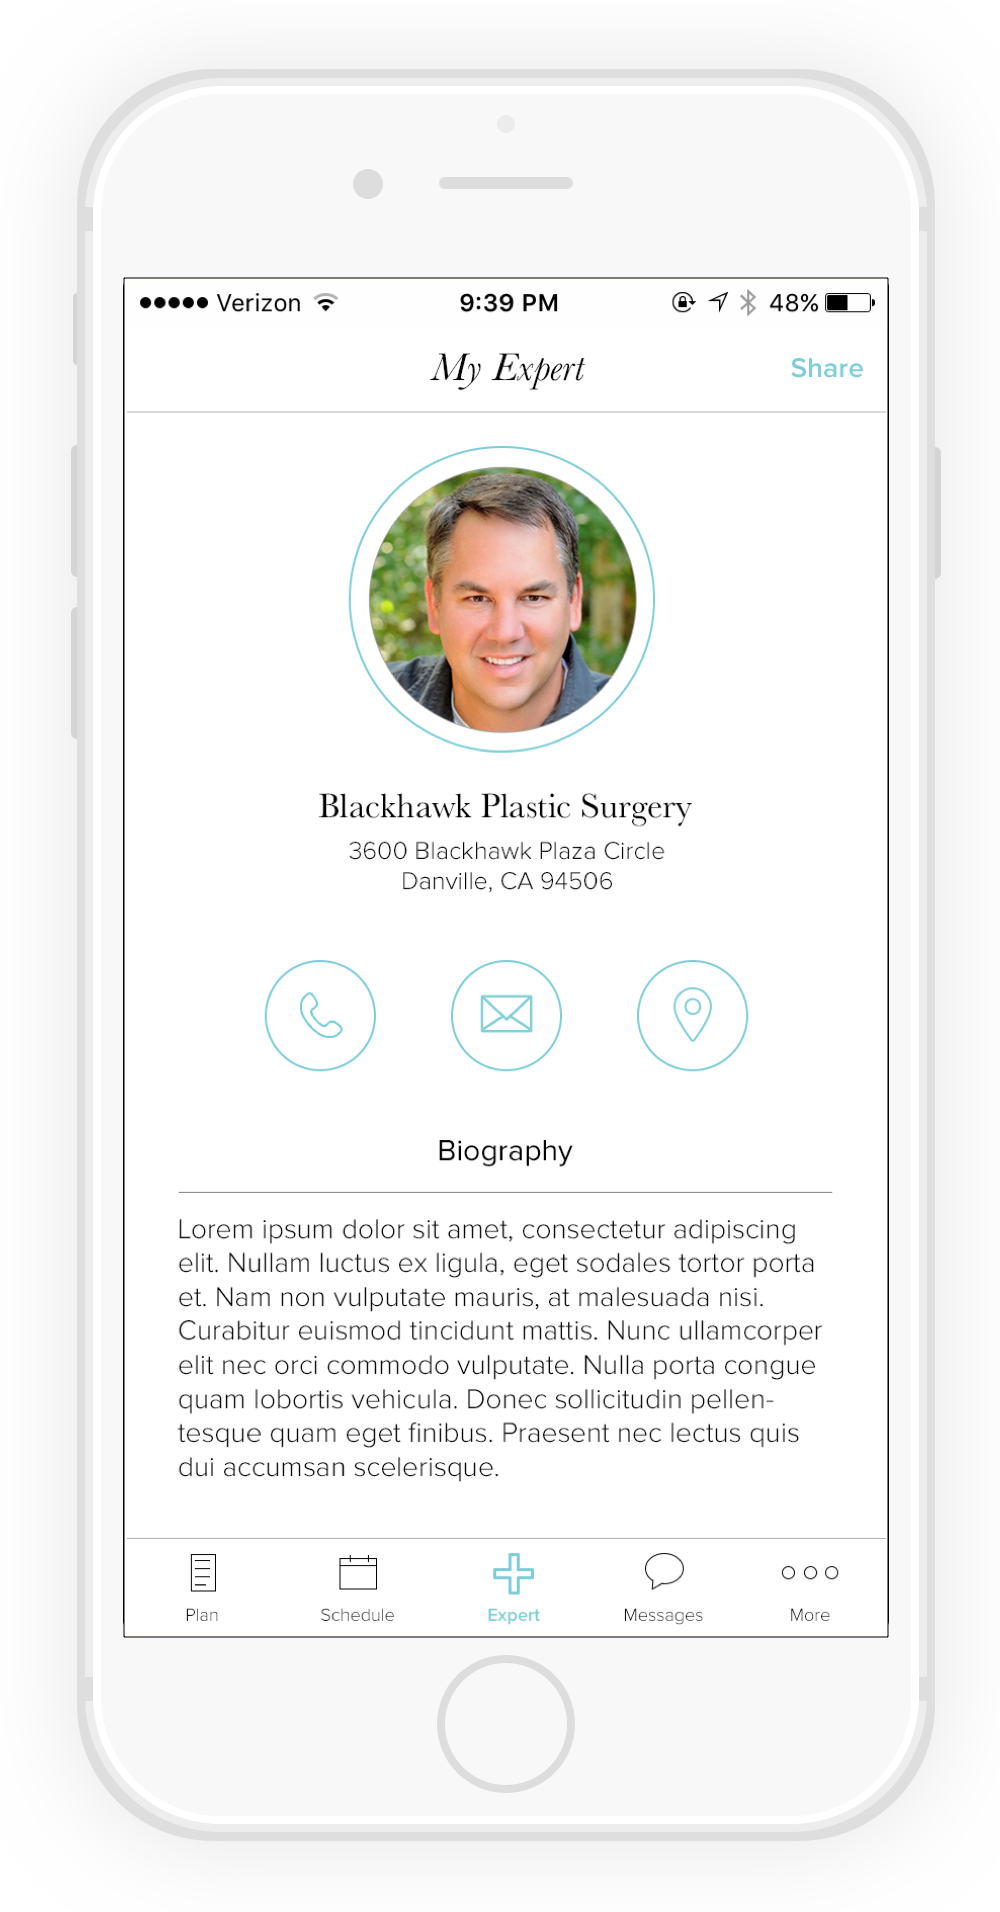 Verizon 9:39 PM 48%
My Expert Share
Blackhawk Plastic Surgery
3600 Blackhawk Plaza Circle
Danville, CA 94506
Biography
Lorem ipsum dolor sit amet, consectetur adipiscing
elit. Nullam luctus ex ligula, eget sodales tortor porta
et. Nam non vulputate mauris, at malesuada nisi.
Curabitur euismod tincidunt mattis. Nunc ullamcorper
elit nec orci commodo vulputate. Nulla porta congue
quam lobortis vehicula. Donec sollicitudin pellen-
tesque quam eget finibus. Praesent nec lectus quis
dui accumsan scelerisque.
Plan Schedule Expert Messages More